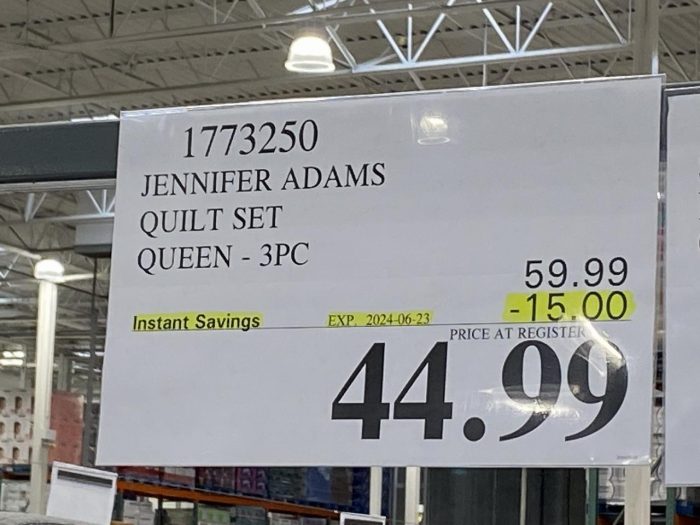 1773250
JENNIFER ADAMS
QUILT SET
QUEEN - 3PC
59.99
-15.00
Instant Savings EXP. 2024-06-23
PRICE AT REGISTER
44.99